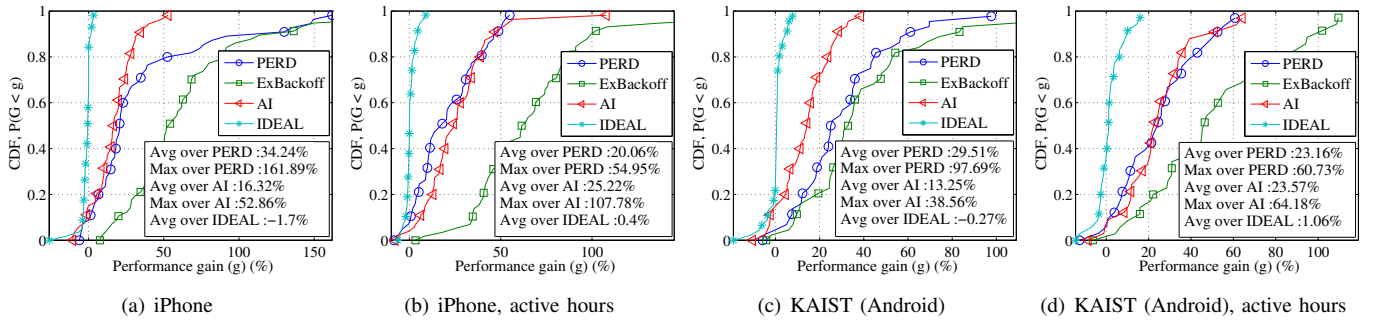 CDF, P(G < g)
1
0.8
0.6
0.4
0.2
0
0 50 100 150
Performance gain (g) (%)
PERD
ExBackoff
AI
IDEAL
Avg over PERD :34.24%
Max over PERD :161.89%
Avg over AI :16.32%
Max over AI :52.86%
Avg over IDEAL :−1.7%
(a) iPhone
CDF, P(G < g)
1
0.8
0.6
0.4
0.2
0
0 50 100
Performance gain (g) (%)
PERD
ExBackoff
AI
IDEAL
Avg over PERD :20.06%
Max over PERD :54.95%
Avg over AI :25.22%
Max over AI :107.78%
Avg over IDEAL :0.4%
(b) iPhone, active hours
CDF, P(G < g)
1
0.8
0.6
0.4
0.2
0
0 20 40 60 80 100
Performance gain (g) (%)
PERD
ExBackoff
AI
IDEAL
Avg over PERD :29.51%
Max over PERD :97.69%
Avg over AI :13.25%
Max over AI :38.56%
Avg over IDEAL :−0.27%
(c) KAIST (Android)
CDF, P(G < g)
1
0.8
0.6
0.4
0.2
0
0 20 40 60 80 100
Performance gain (g) (%)
PERD
ExBackoff
AI
IDEAL
Avg over PERD :23.16%
Max over PERD :60.73%
Avg over AI :23.57%
Max over AI :64.18%
Avg over IDEAL :1.06%
(d) KAIST (Android), active hours